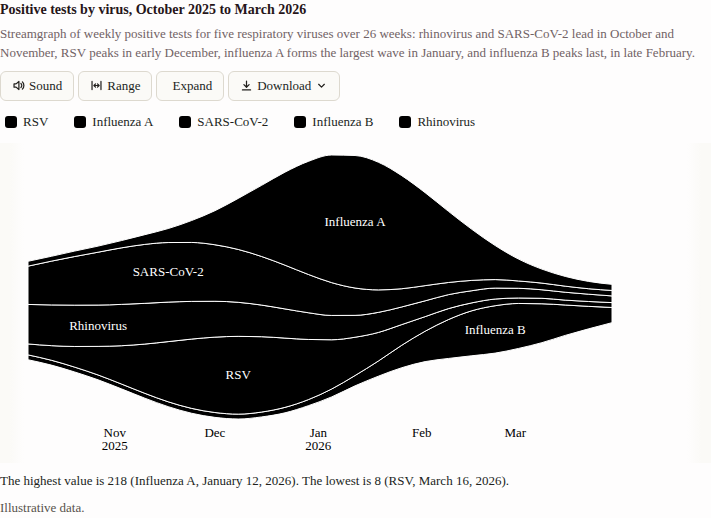 Positive tests by virus, October 2025 to March 2026
Streamgraph of weekly positive tests for five respiratory viruses over 26 weeks: rhinovirus and SARS-CoV-2 lead in October and
November, RSV peaks in early December, influenza A forms the largest wave in January, and influenza B peaks last, in late February.
Sound Range Expand Download
RSV Influenza A SARS-CoV-2 Influenza B Rhinovirus
Influenza A
SARS-CoV-2
Rhinovirus
Influenza B
RSV
Nov Dec Jan Feb Mar
2025 2026
The highest value is 218 (Influenza A, January 12, 2026). The lowest is 8 (RSV, March 16, 2026).
Illustrative data.